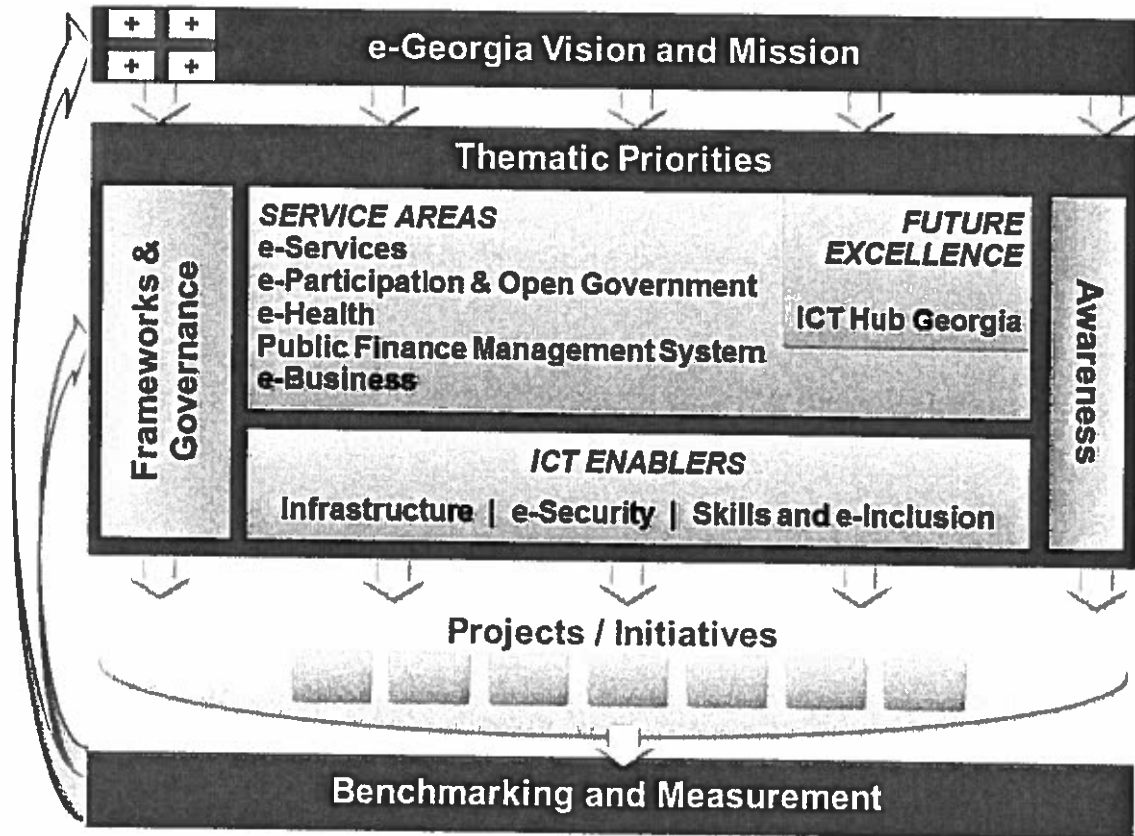 e-Georgia Vision and Mission
Thematic Priorities
Frameworks &
Governance
SERVICE AREAS
e-Services
e-Participation & Open Government
e-Health
Public Finance Management System
e-Business
FUTURE
EXCELLENCE
ICT Hub Georgia
Awareness
ICT ENABLERS
Infrastructure | e-Security | Skills and e-Inclusion
Projects / Initiatives
Benchmarking and Measurement